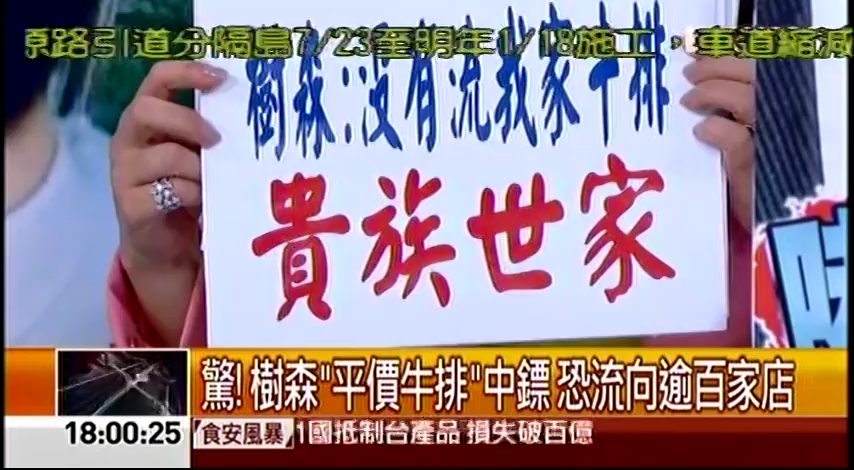 原路引道分隔島7/23至明年1/18施工,車道縮減
樹森:沒有流我家牛排
貴族世家
驚!樹森"平價牛排"中鏢 恐流向逾百家店
18:00:25
食安風暴
1國抵制台產品 損失破百億